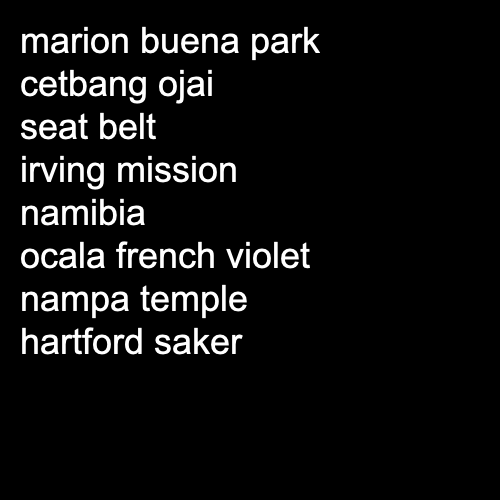 marion buena park
cetbang ojai
seat belt
irving mission
namibia
ocala french violet
nampa temple
hartford saker